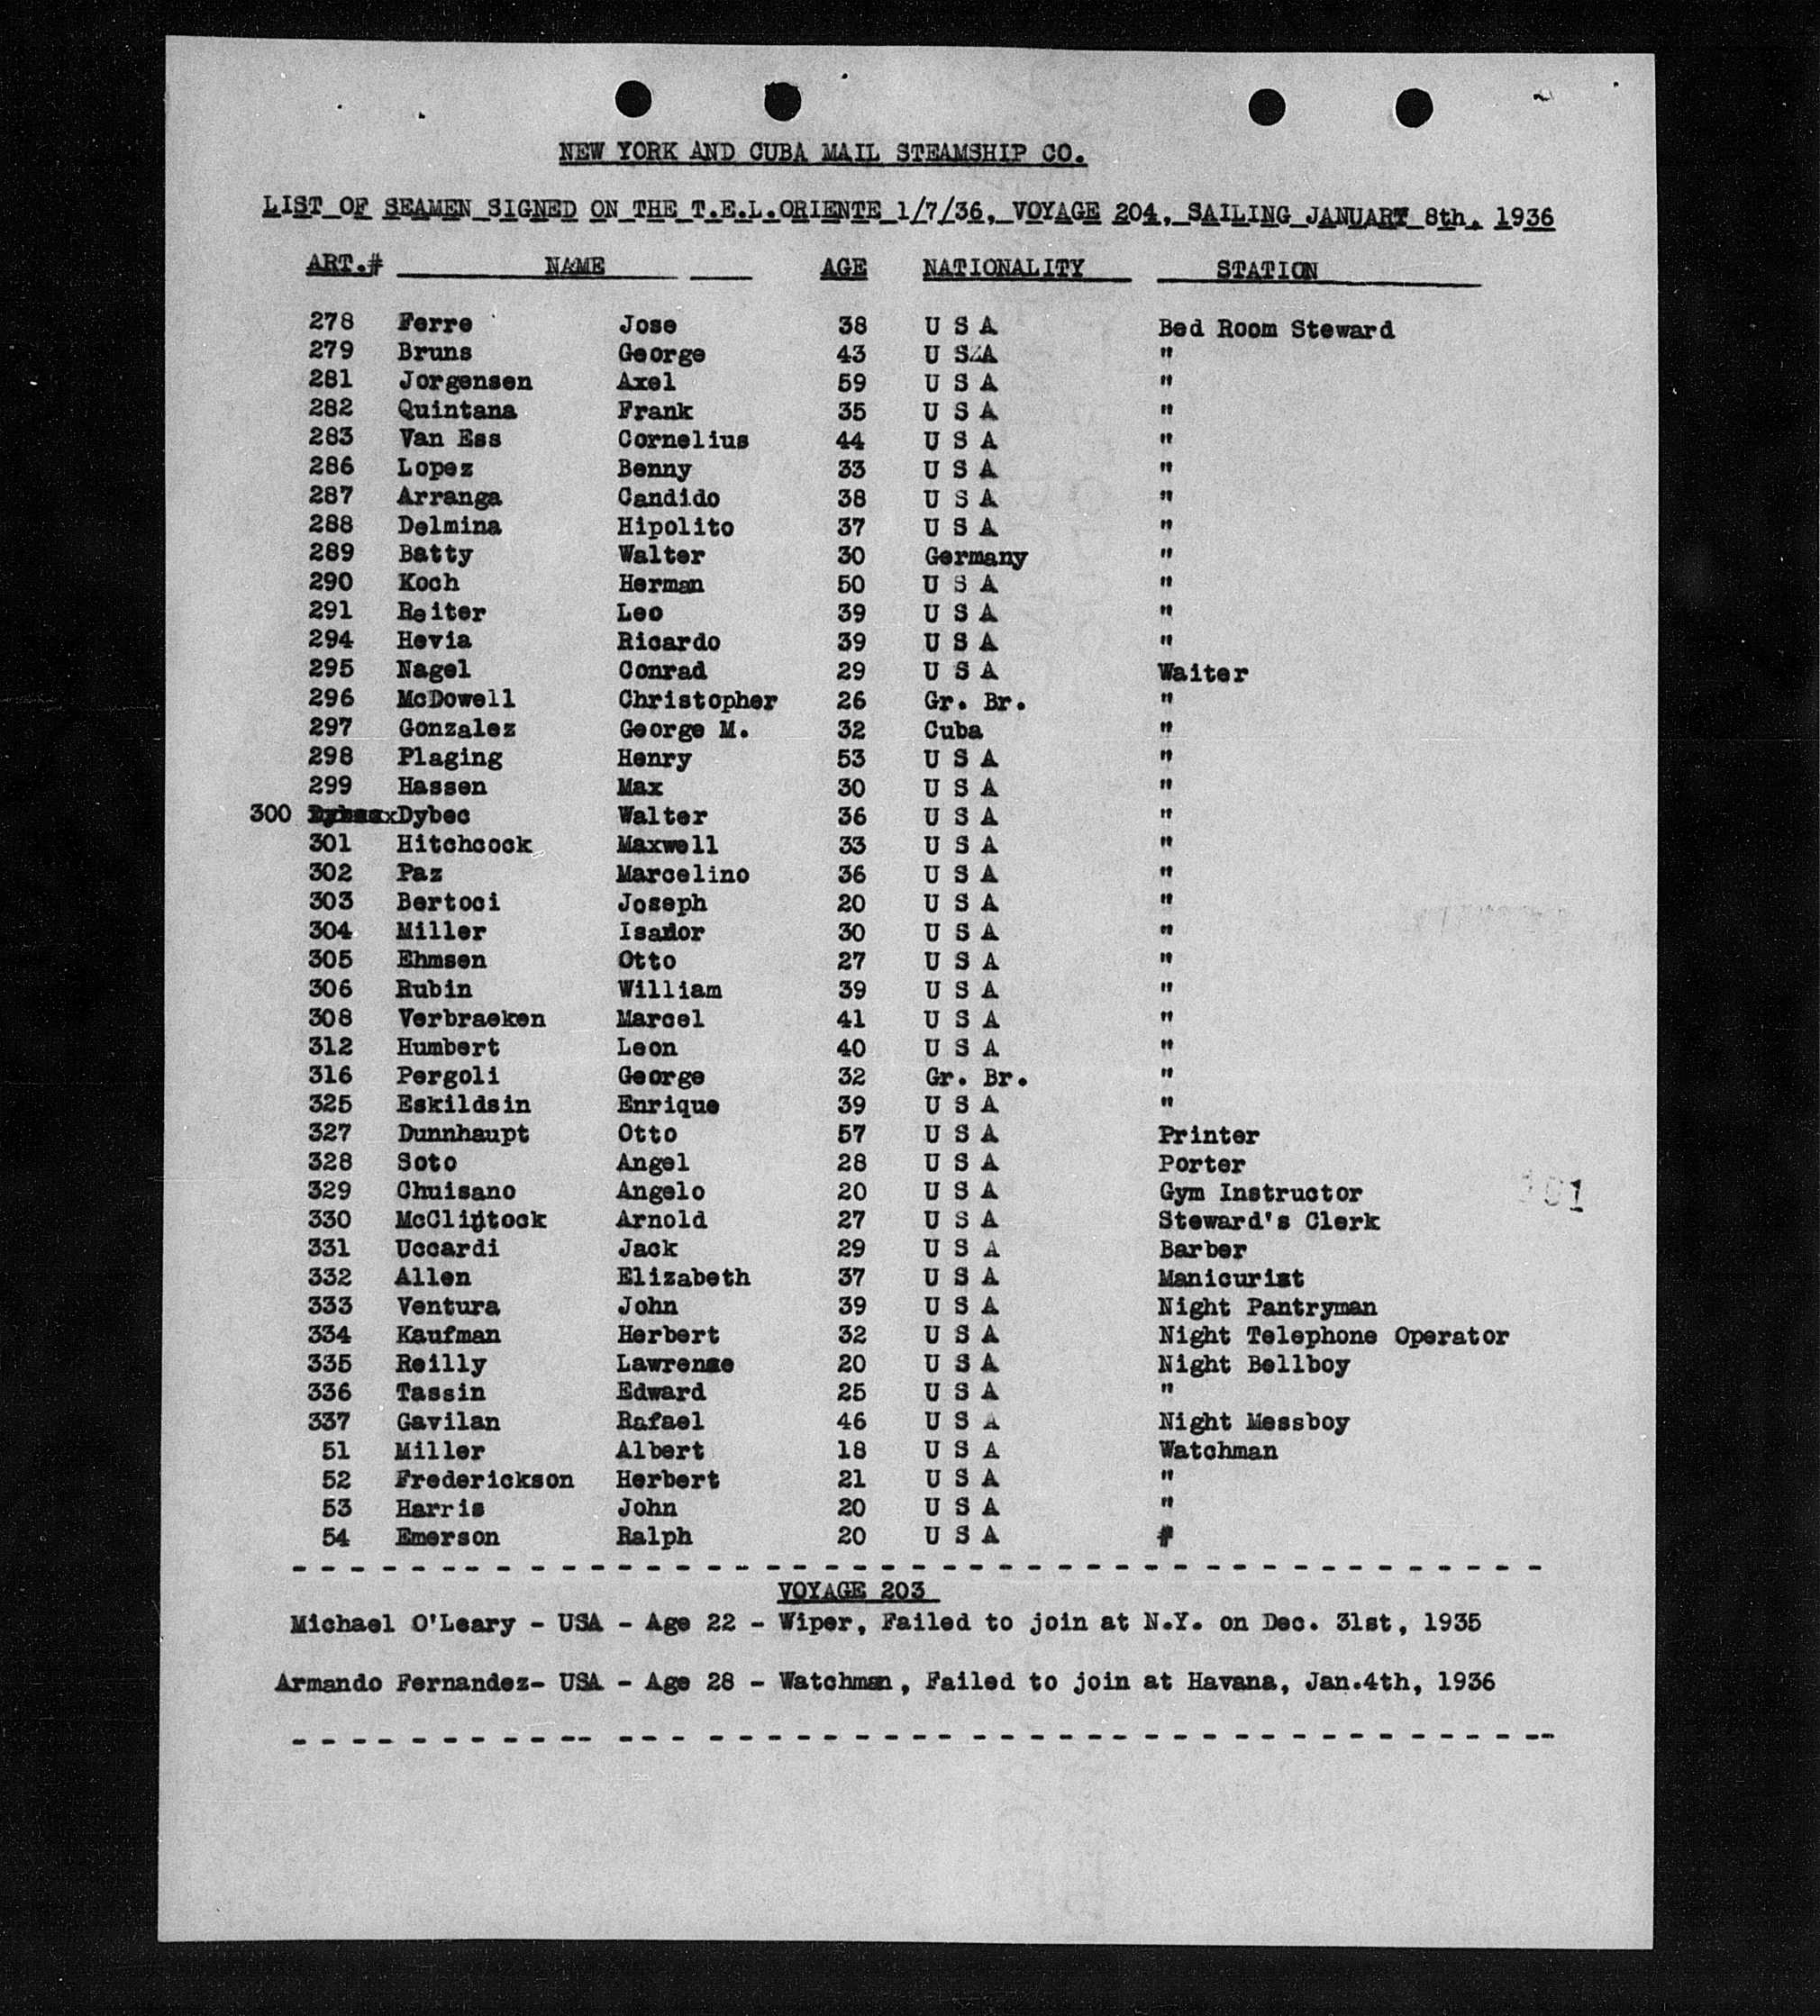 NEW YORK AND CUBA MAIL STEAMSHIP CO.
LIST OF SEAMEN SIGNED ON THE T.E.L.ORIENTE 1/7/36, VOYAGE 204, SAILING JANUARY 8th, 1936
ART.# NAME AGE NATIONALITY STATION
278 Ferre Jose 38 U S A Bed Room Steward
279 Bruns George 43 U S A "
281 Jorgensen Axel 59 U S A "
282 Quintana Frank 35 U S A "
283 Van Ess Cornelius 44 U S A "
286 Lopez Benny 33 U S A "
287 Arranga Candido 38 U S A "
288 Delmina Hipolito 37 U S A "
289 Batty Walter 30 Germany "
290 Koch Herman 50 U S A "
291 Reiter Leo 39 U S A "
294 Hevia Ricardo 39 U S A "
295 Nagel Conrad 29 U S A Waiter
296 McDowell Christopher 26 Gr. Br. "
297 Gonzalez George M. 32 Cuba "
298 Plaging Henry 53 U S A "
299 Hassen Max 30 U S A "
300 Dybec Walter 36 U S A "
301 Hitchcock Maxwell 33 U S A "
302 Paz Marcelino 36 U S A "
303 Bertoci Joseph 20 U S A "
304 Miller Isador 30 U S A "
305 Ehmsen Otto 27 U S A "
306 Rubin William 39 U S A "
308 Verbraeken Marcel 41 U S A "
312 Humbert Leon 40 U S A "
316 Pergoli George 32 Gr. Br. "
325 Eskildsin Enrique 39 U S A "
327 Dunnhaupt Otto 57 U S A Printer
328 Soto Angel 28 U S A Porter
329 Chuisano Angelo 20 U S A Gym Instructor
330 McClintock Arnold 27 U S A Steward's Clerk
331 Uccardi Jack 29 U S A Barber
332 Allen Elizabeth 37 U S A Manicurist
333 Ventura John 39 U S A Night Pantryman
334 Kaufman Herbert 32 U S A Night Telephone Operator
335 Reilly Lawrence 20 U S A Night Bellboy
336 Tassin Edward 25 U S A "
337 Gavilan Rafael 46 U S A Night Messboy
51 Miller Albert 18 U S A Watchman
52 Frederickson Herbert 21 U S A "
53 Harris John 20 U S A "
54 Emerson Ralph 20 U S A "
VOYAGE 203
Michael O'Leary - USA - Age 22 - Wiper, Failed to join at N.Y. on Dec. 31st, 1935
Armando Fernandez- USA - Age 28 - Watchman, Failed to join at Havana, Jan.4th, 1936